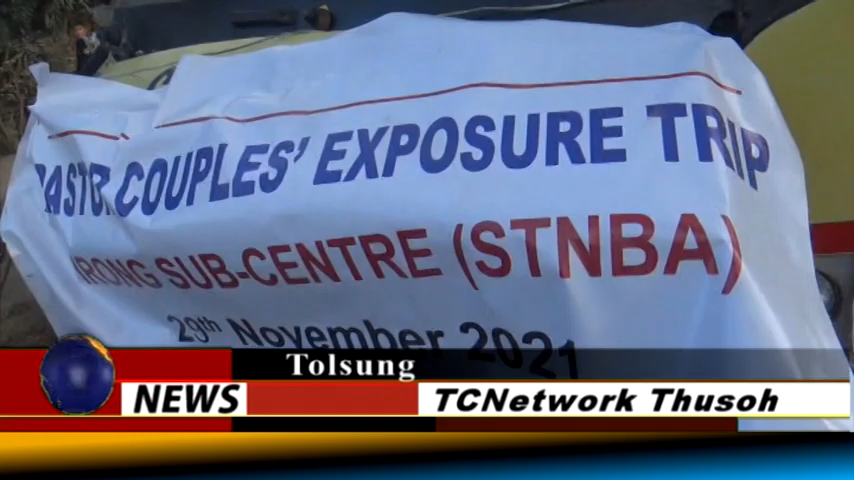 COUPLES' EXPOSURE TRIP
SUB-CENTRE (STNBA)
29th November 2021
Tolsung
NEWS
TCNetwork Thusoh